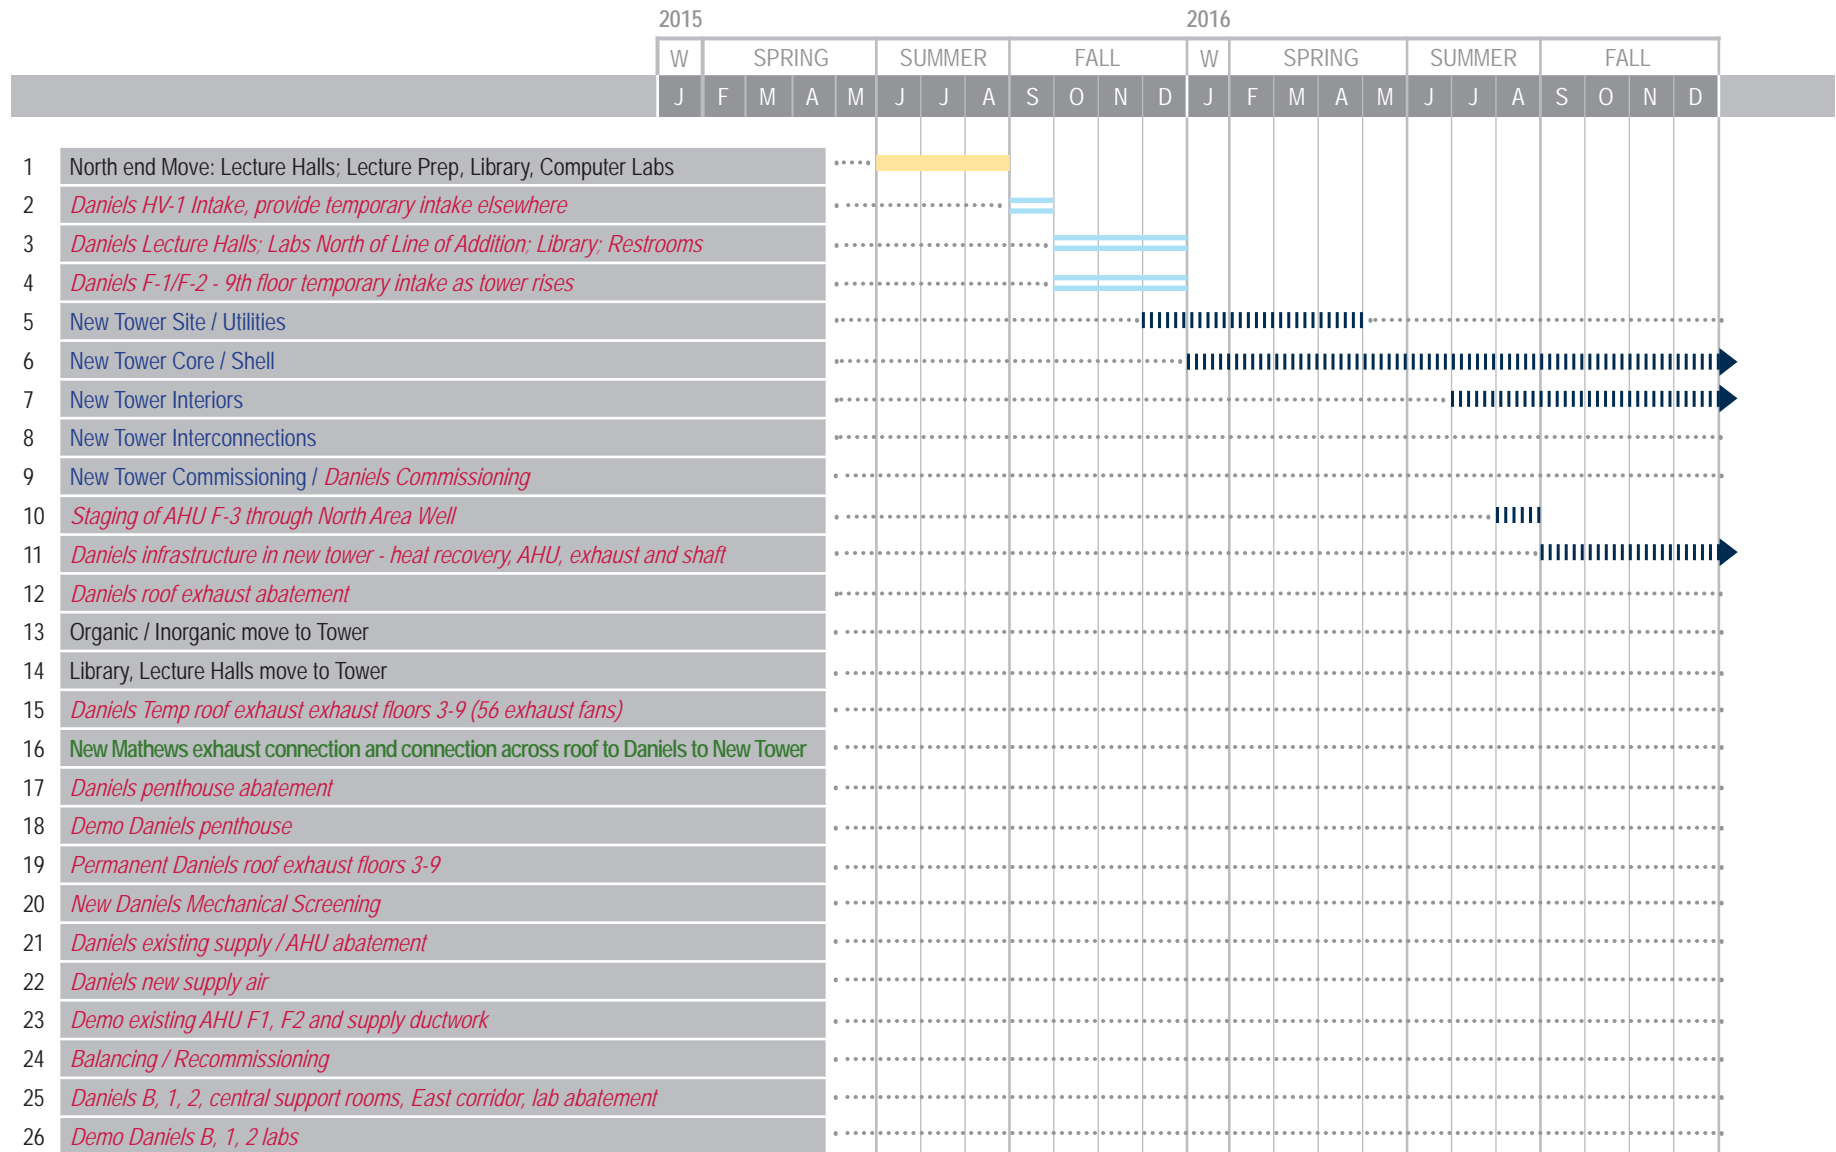 2015 2016
W SPRING SUMMER FALL W SPRING SUMMER FALL
J F M A M J J A S O N D J F M A M J J A S O N D
1 North end Move: Lecture Halls; Lecture Prep, Library, Computer Labs
2 Daniels HV-1 Intake, provide temporary intake elsewhere
3 Daniels Lecture Halls; Labs North of Line of Addition; Library; Restrooms
4 Daniels F-1/F-2 - 9th floor temporary intake as tower rises
5 New Tower Site / Utilities
6 New Tower Core / Shell
7 New Tower Interiors
8 New Tower Interconnections
9 New Tower Commissioning / Daniels Commissioning
10 Staging of AHU F-3 through North Area Well
11 Daniels infrastructure in new tower - heat recovery, AHU, exhaust and shaft
12 Daniels roof exhaust abatement
13 Organic / Inorganic move to Tower
14 Library, Lecture Halls move to Tower
15 Daniels Temp roof exhaust exhaust floors 3-9 (56 exhaust fans)
16 New Mathews exhaust connection and connection across roof to Daniels to New Tower
17 Daniels penthouse abatement
18 Demo Daniels penthouse
19 Permanent Daniels roof exhaust floors 3-9
20 New Daniels Mechanical Screening
21 Daniels existing supply / AHU abatement
22 Daniels new supply air
23 Demo existing AHU F1, F2 and supply ductwork
24 Balancing / Recommissioning
25 Daniels B, 1, 2, central support rooms, East corridor, lab abatement
26 Demo Daniels B, 1, 2 labs